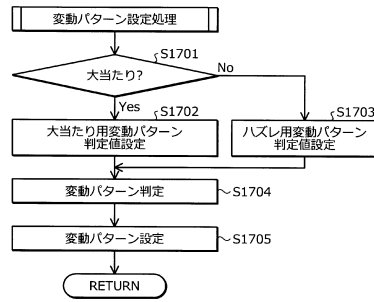 変動パターン設定処理
S1701
大当たり?
No
Yes
S1702
大当たり用変動パターン
判定値設定
S1703
ハズレ用変動パターン
判定値設定
変動パターン判定
S1704
変動パターン設定
S1705
RETURN